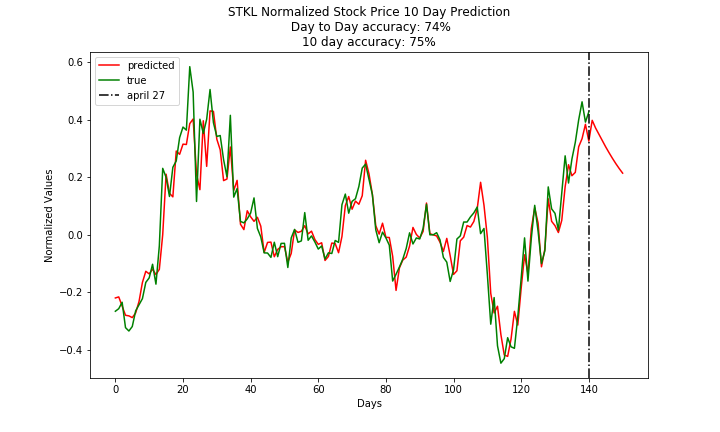 STKL Normalized Stock Price 10 Day Prediction
Day to Day accuracy: 74%
10 day accuracy: 75%
predicted
true
april 27
Normalized Values
0.6
0.4
0.2
0.0
−0.2
−0.4
0 20 40 60 80 100 120 140
Days